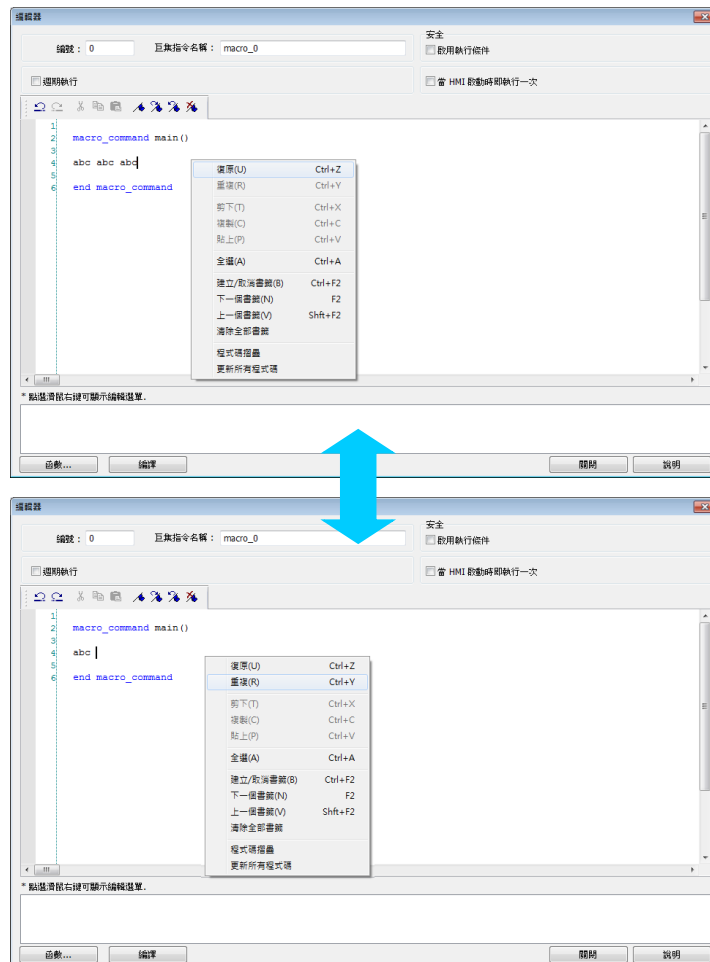 編輯器
安全
編號： 0 巨集指令名稱： macro_0
啟用執行條件
週期執行 當 HMI 啟動時即執行一次
1
2 macro_command main()
3
4 abc abc abc
5
6 end macro_command
復原(U) Ctrl+Z
重複(R) Ctrl+Y
剪下(T) Ctrl+X
複製(C) Ctrl+C
貼上(P) Ctrl+V
全選(A) Ctrl+A
建立/取消書籤(B) Ctrl+F2
下一個書籤(N) F2
上一個書籤(V) Shft+F2
清除全部書籤
程式碼摺疊
更新所有程式碼
* 點選滑鼠右鍵可顯示編輯選單.
函數... 編譯 關閉 說明
編輯器
安全
編號： 0 巨集指令名稱： macro_0
啟用執行條件
週期執行 當 HMI 啟動時即執行一次
1
2 macro_command main()
3
4 abc
5
6 end macro_command
復原(U) Ctrl+Z
重複(R) Ctrl+Y
剪下(T) Ctrl+X
複製(C) Ctrl+C
貼上(P) Ctrl+V
全選(A) Ctrl+A
建立/取消書籤(B) Ctrl+F2
下一個書籤(N) F2
上一個書籤(V) Shft+F2
清除全部書籤
程式碼摺疊
更新所有程式碼
* 點選滑鼠右鍵可顯示編輯選單.
函數... 編譯 關閉 說明